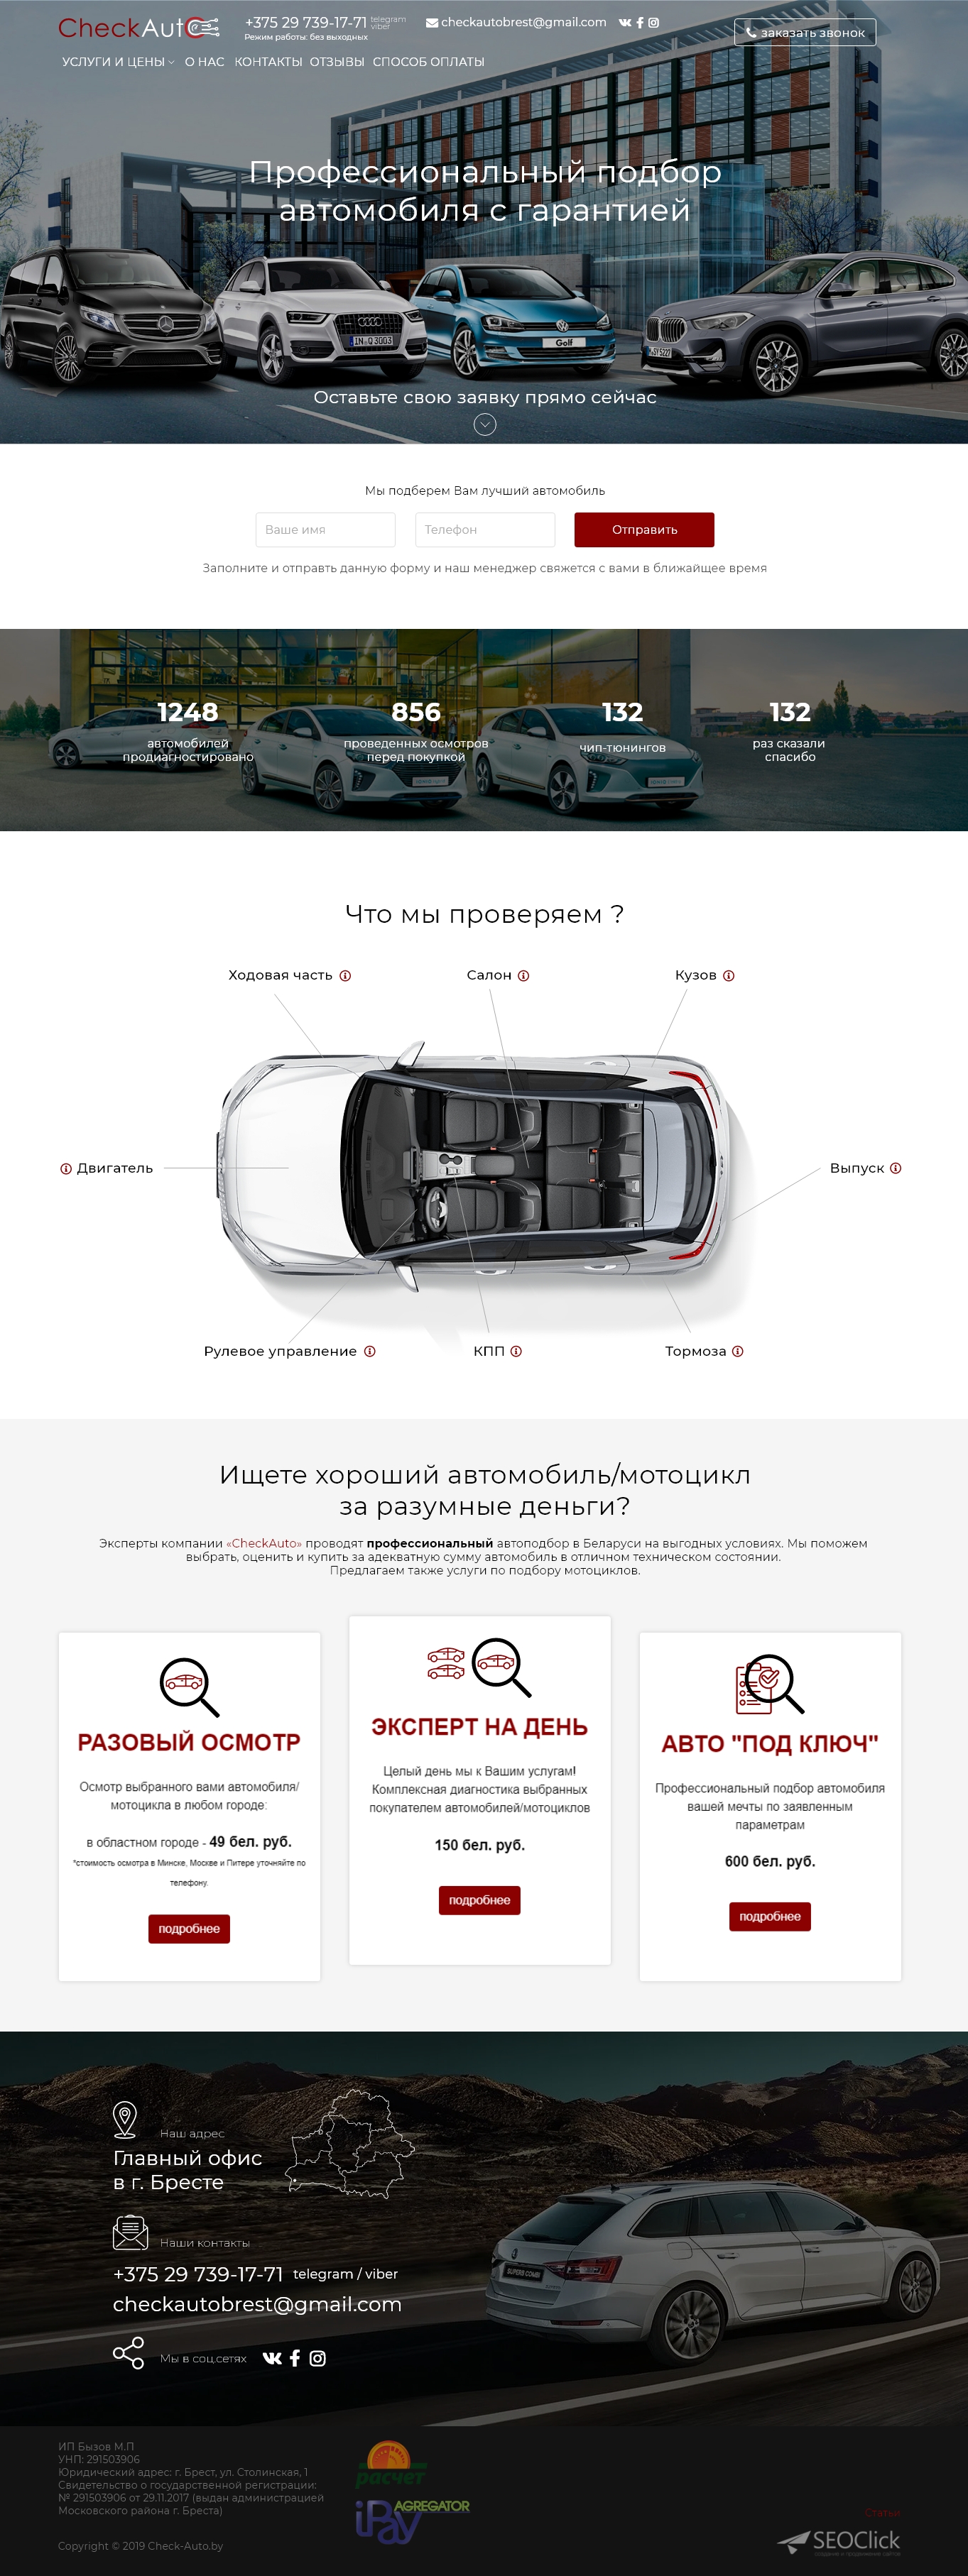 CheckAuto
+375 29 739-17-71
telegram
viber
Режим работы: без выходных
checkautobrest@gmail.com
заказать звонок
УСЛУГИ И ЦЕНЫ
О НАС
КОНТАКТЫ
ОТЗЫВЫ
СПОСОБ ОПЛАТЫ
Профессиональный подбор
автомобиля с гарантией
IN Q 3003
Golf
Оставьте свою заявку прямо сейчас
Мы подберем Вам лучший автомобиль
Ваше имя
Телефон
Отправить
Заполните и отправть данную форму и наш менеджер свяжется с вами в ближайщее время
1248
автомобилей
продиагностировано
856
проведенных осмотров
перед покупкой
132
чип-тюнингов
132
раз сказали
спасибо
Что мы проверяем ?
Ходовая часть
Салон
Кузов
Двигатель
Выпуск
Рулевое управление
КПП
Тормоза
Ищете хороший автомобиль/мотоцикл
за разумные деньги?
Эксперты компании «CheckAuto» проводят профессиональный автоподбор в Беларуси на выгодных условиях. Мы поможем
выбрать, оценить и купить за адекватную сумму автомобиль в отличном техническом состоянии.
Предлагаем также услуги по подбору мотоциклов.
РАЗОВЫЙ ОСМОТР
Осмотр выбранного вами автомобиля/
мотоцикла в любом городе:
в областном городе - 49 бел. руб.
*стоимость осмотра в Минске, Москве и Питере уточняйте по
телефону.
подробнее
ЭКСПЕРТ НА ДЕНЬ
Целый день мы к Вашим услугам!
Комплексная диагностика выбранных
покупателем автомобилей/мотоциклов
150 бел. руб.
подробнее
АВТО "ПОД КЛЮЧ"
Профессиональный подбор автомобиля
вашей мечты по заявленным
параметрам
600 бел. руб.
подробнее
Наш адрес
Главный офис
в г. Бресте
Наши контакты
+375 29 739-17-71 telegram / viber
checkautobrest@gmail.com
Мы в соц.сетях
SUPERB COMBI
ИП Бызов М.П
УНП: 291503906
Юридический адрес: г. Брест, ул. Столинская, 1
Свидетельство о государственной регистрации:
№ 291503906 от 29.11.2017 (выдан администрацией
Московского района г. Бреста)
Copyright © 2019 Check-Auto.by
расчет
iPay AGREGATOR
Статьи
SEOClick